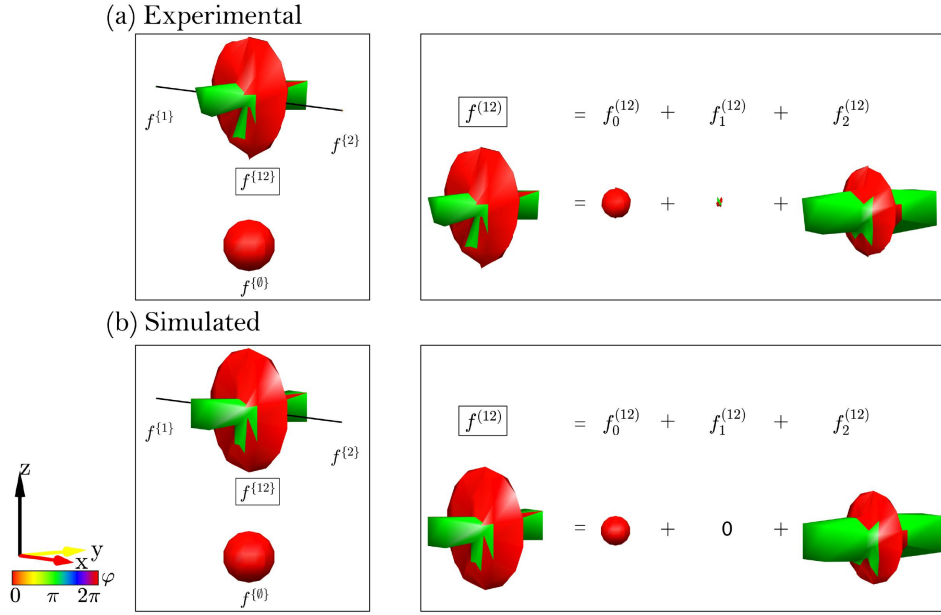 (a) Experimental
f^{(12)} = f_0^{(12)} + f_1^{(12)} + f_2^{(12)}
f^{{1}}
f^{{2}}
f^{{12}}
= + +
f^{{∅}}
(b) Simulated
f^{{1}}
f^{(12)} = f_0^{(12)} + f_1^{(12)} + f_2^{(12)}
f^{{2}}
f^{{12}}
= + 0 +
f^{{∅}}
z
y
x
φ
0 π 2π